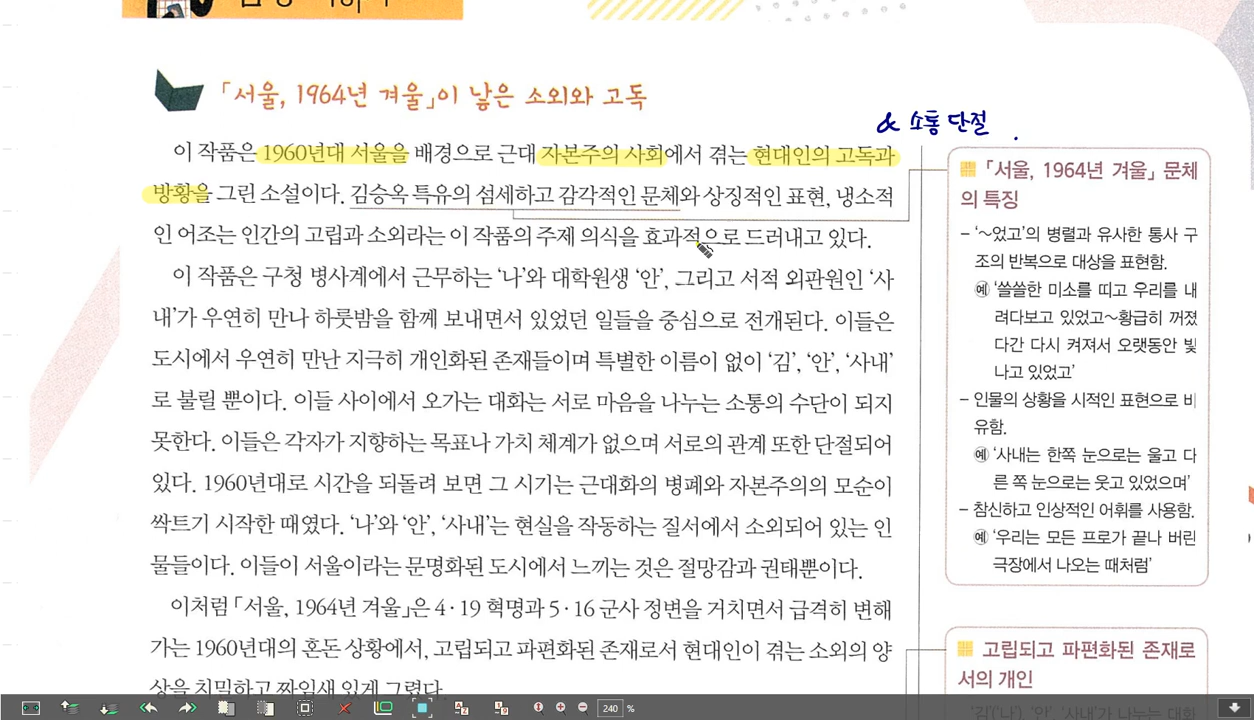 「서울, 1964년 겨울」이 낳은 소외와 고독
& 소통 단절
이 작품은 1960년대 서울을 배경으로 근대 자본주의 사회에서 겪는 현대인의 고독과
방황을 그린 소설이다. 김승옥 특유의 섬세하고 감각적인 문체와 상징적인 표현, 냉소적
인 어조는 인간의 고립과 소외라는 이 작품의 주제 의식을 효과적으로 드러내고 있다.
이 작품은 구청 병사계에서 근무하는 ‘나’와 대학원생 ‘안’, 그리고 서적 외판원인 ‘사
내’가 우연히 만나 하룻밤을 함께 보내면서 있었던 일들을 중심으로 전개된다. 이들은
도시에서 우연히 만난 지극히 개인화된 존재들이며 특별한 이름이 없이 ‘김’, ‘안’, ‘사내’
로 불릴 뿐이다. 이들 사이에서 오가는 대화는 서로 마음을 나누는 소통의 수단이 되지
못한다. 이들은 각자가 지향하는 목표나 가치 체계가 없으며 서로의 관계 또한 단절되어
있다. 1960년대로 시간을 되돌려 보면 그 시기는 근대화의 병폐와 자본주의의 모순이
싹트기 시작한 때였다. ‘나’와 ‘안’, ‘사내’는 현실을 작동하는 질서에서 소외되어 있는 인
물들이다. 이들이 서울이라는 문명화된 도시에서 느끼는 것은 절망감과 권태뿐이다.
이처럼 「서울, 1964년 겨울」은 4·19 혁명과 5·16 군사 정변을 거치면서 급격히 변해
가는 1960년대의 혼돈 상황에서, 고립되고 파편화된 존재로서 현대인이 겪는 소외의 양
상을 치밀하고 짜임새 있게 그렸다.
「서울, 1964년 겨울」 문체
의 특징
– ‘~었고’의 병렬과 유사한 통사 구
조의 반복으로 대상을 표현함.
예 ‘쓸쓸한 미소를 띠고 우리를 내
려다보고 있었고~황급히 꺼졌
다간 다시 켜져서 오랫동안 빛
나고 있었고’
– 인물의 상황을 시적인 표현으로 비
유함.
예 ‘사내는 한쪽 눈으로는 울고 다
른 쪽 눈으로는 웃고 있었으며’
– 참신하고 인상적인 어휘를 사용함.
예 ‘우리는 모든 프로가 끝나 버린
극장에서 나오는 때처럼’
고립되고 파편화된 존재로
서의 개인
240 %